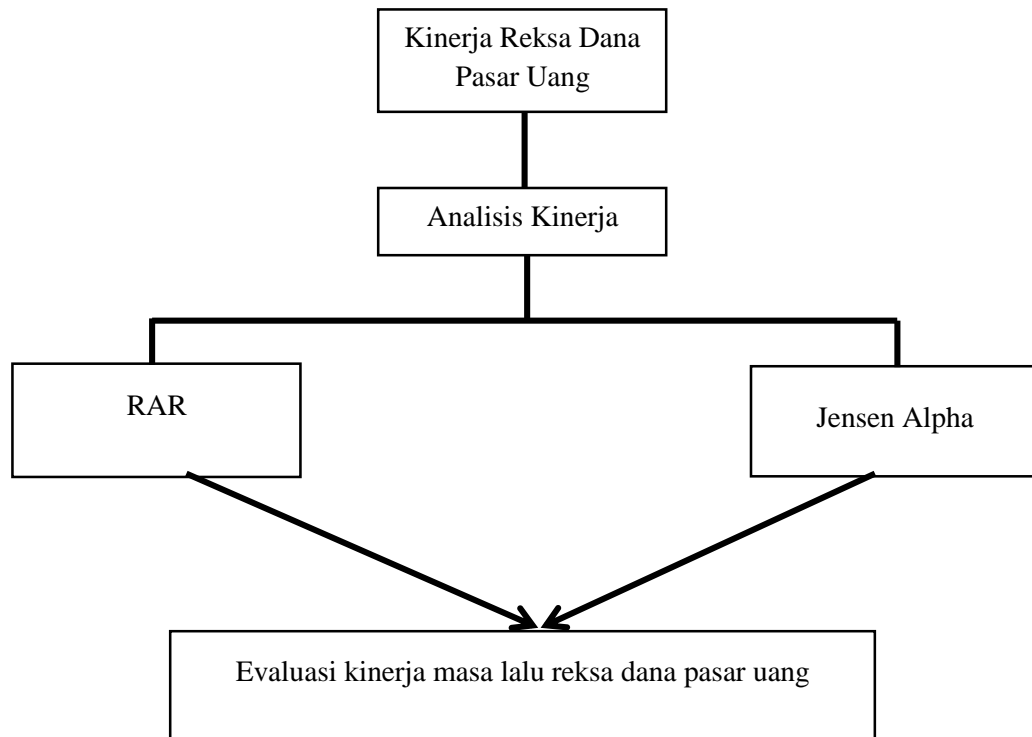 Kinerja Reksa Dana
Pasar Uang
Analisis Kinerja
RAR
Jensen Alpha
Evaluasi kinerja masa lalu reksa dana pasar uang